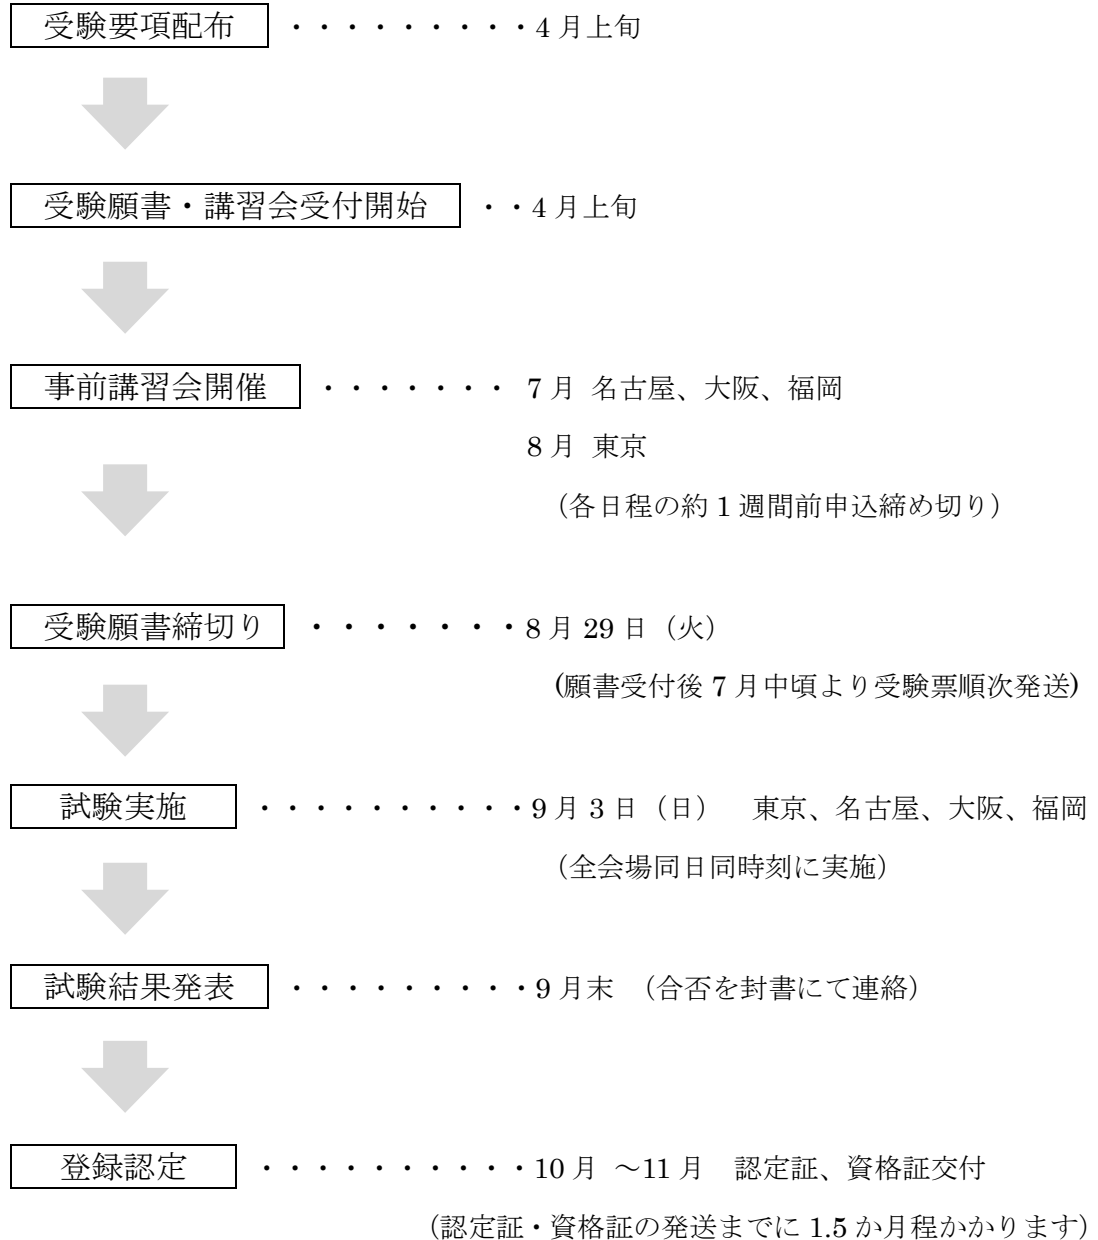 受験要項配布 ・・・・・・・・・4月上旬
受験願書・講習会受付開始 ・・4月上旬
事前講習会開催 ・・・・・・・ 7月 名古屋、大阪、福岡
8月 東京
（各日程の約1週間前申込締め切り）
受験願書締切り ・・・・・・・8月29日（火）
(願書受付後7月中頃より受験票順次発送)
試験実施 ・・・・・・・・・・9月3日（日） 東京、名古屋、大阪、福岡
（全会場同日同時刻に実施）
試験結果発表 ・・・・・・・・・9月末 （合否を封書にて連絡）
登録認定 ・・・・・・・・・・10月 ～11月 認定証、資格証交付
（認定証・資格証の発送までに1.5か月程かかります）